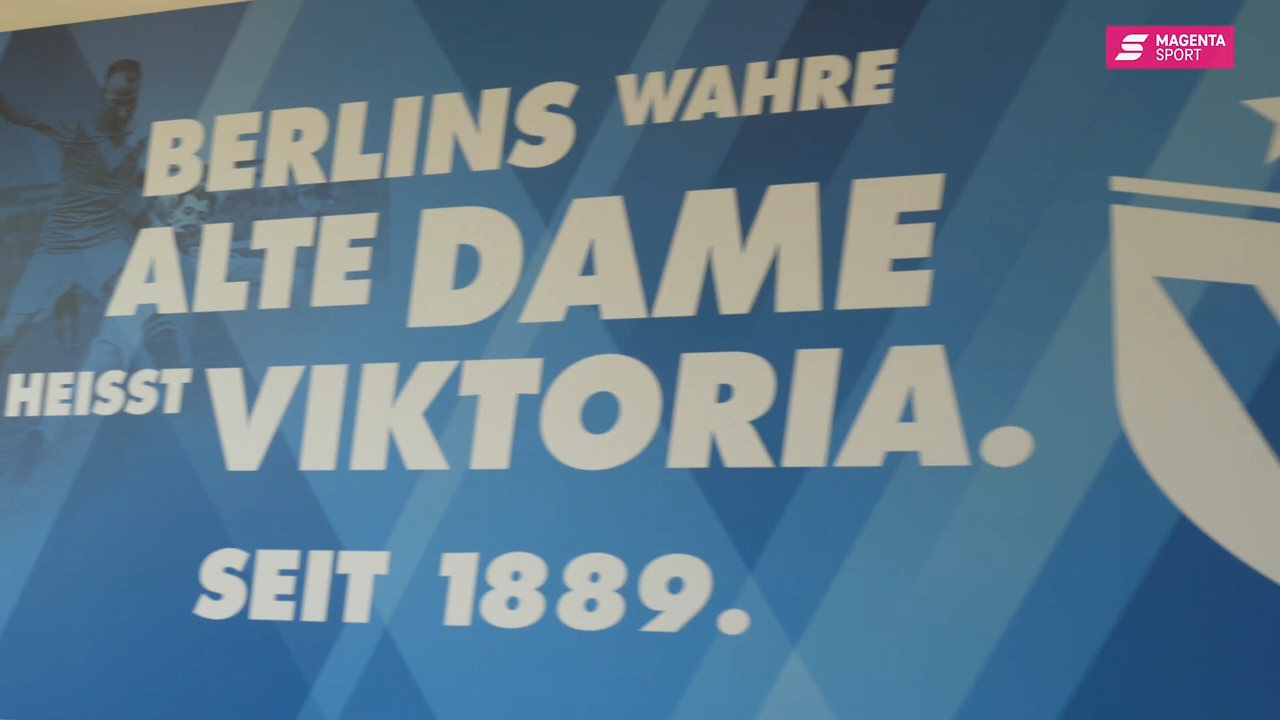 MAGENTA
SPORT
BERLINS WAHRE
ALTE DAME
HEISST VIKTORIA.
SEIT 1889.